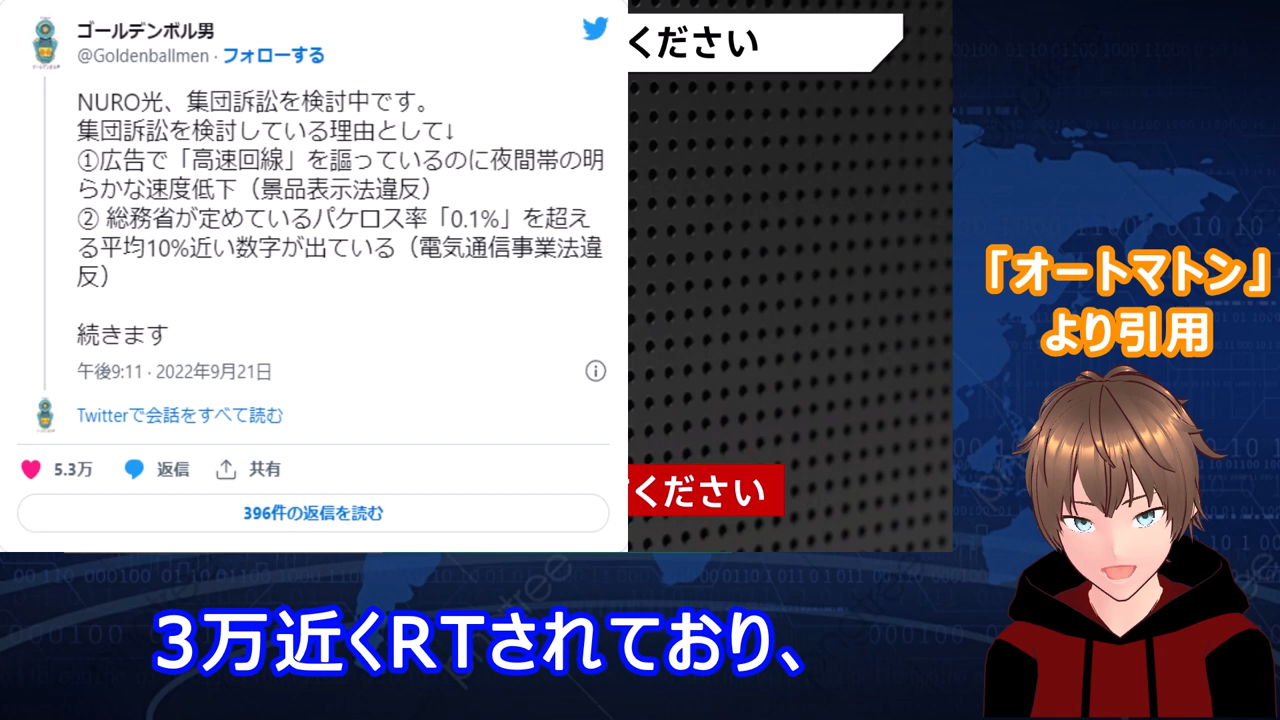 ゴールデンボル男
@Goldenballmen · フォローする
NURO光、集団訴訟を検討中です。
集団訴訟を検討している理由として↓
①広告で「高速回線」を謳っているのに夜間帯の明
らかな速度低下（景品表示法違反）
② 総務省が定めているパケロス率「0.1%」を超え
る平均10%近い数字が出ている（電気通信事業法違
反）
続きます
午後9:11 · 2022年9月21日
Twitterで会話をすべて読む
5.3万 返信 共有
396件の返信を読む
ください
ください
「オートマトン」
より引用
３万近くRTされており、